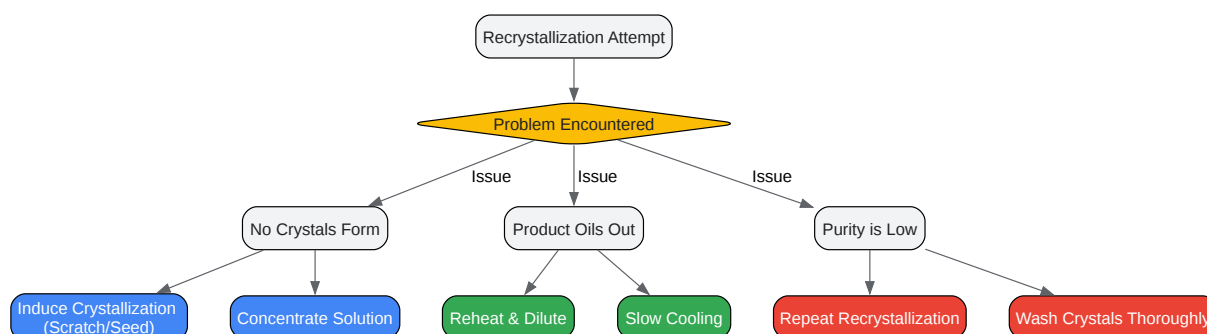 Recrystallization Attempt
Problem Encountered
Issue
Issue
Issue
No Crystals Form
Product Oils Out
Purity is Low
Induce Crystallization
(Scratch/Seed)
Concentrate Solution
Reheat & Dilute
Slow Cooling
Repeat Recrystallization
Wash Crystals Thoroughly